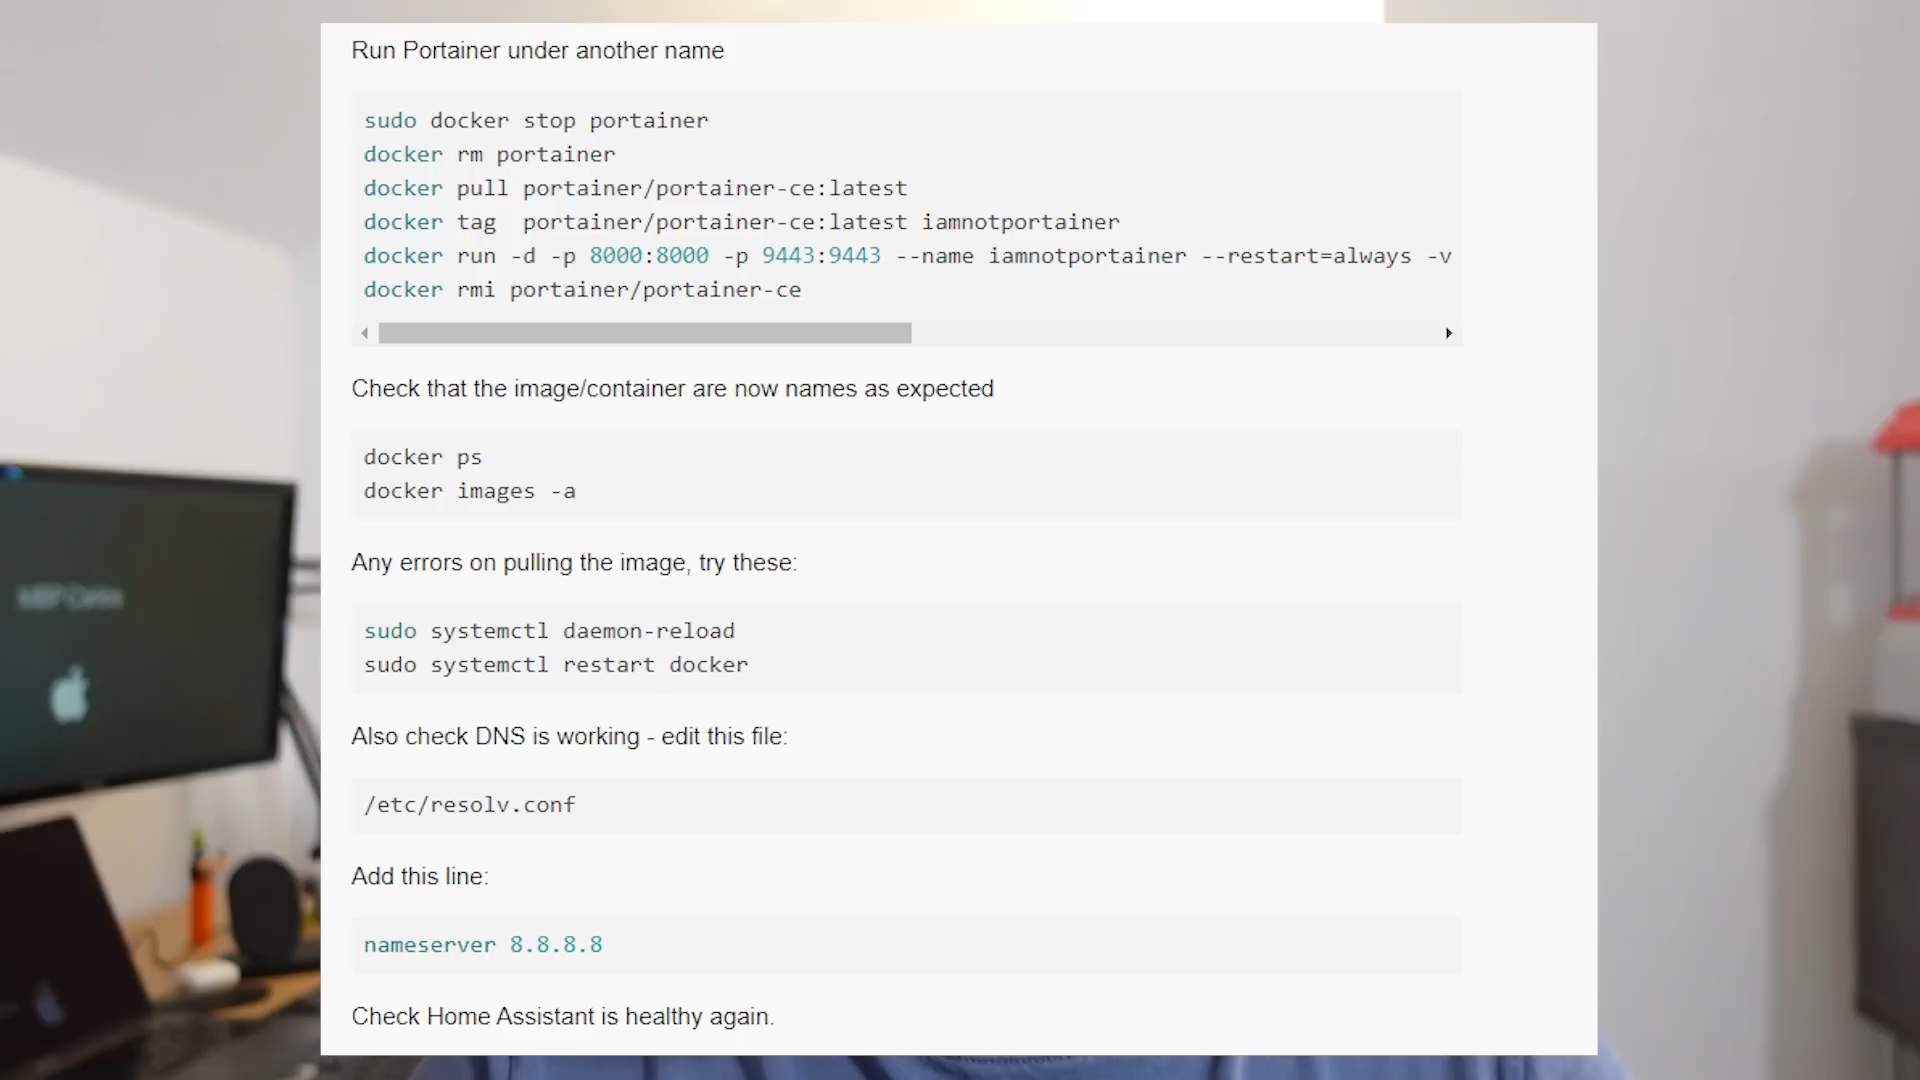 Run Portainer under another name
sudo docker stop portainer
docker rm portainer
docker pull portainer/portainer-ce:latest
docker tag  portainer/portainer-ce:latest iamnotportainer
docker run -d -p 8000:8000 -p 9443:9443 --name iamnotportainer --restart=always -v
docker rmi portainer/portainer-ce
Check that the image/container are now names as expected
docker ps
docker images -a
Any errors on pulling the image, try these:
sudo systemctl daemon-reload
sudo systemctl restart docker
Also check DNS is working - edit this file:
/etc/resolv.conf
Add this line:
nameserver 8.8.8.8
Check Home Assistant is healthy again.